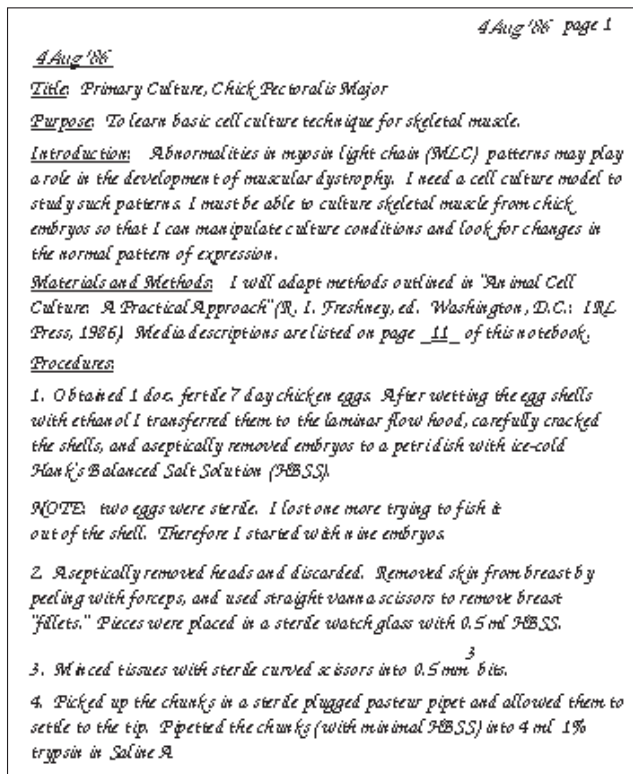 4 Aug '86 page 1
4 Aug '86
Title: Primary Culture, Chick Pectoralis Major
Purpose: To learn basic cell culture technique for skeletal muscle.
Introduction: Abnormalities in myosin light chain (MLC) patterns may play
a role in the development of muscular dystrophy. I need a cell culture model to
study such patterns. I must be able to culture skeletal muscle from chick
embryos so that I can manipulate culture conditions and look for changes in
the normal pattern of expression.
Materials and Methods: I will adapt methods outlined in "Animal Cell
Culture: A Practical Approach" (R. I. Freshney, ed. Washington, D.C.: IRL
Press, 1986) Media descriptions are listed on page _11_ of this notebook.
Procedures:
1. Obtained 1 doz. fertile 7 day chicken eggs. After wetting the egg shells
with ethanol I transferred them to the laminar flow hood, carefully cracked
the shells, and aseptically removed embryos to a petri dish with ice-cold
Hank's Balanced Salt Solution (HBSS).
NOTE: two eggs were sterile. I lost one more trying to fish it
out of the shell. Therefore I started with nine embryos.
2. Aseptically removed heads and discarded. Removed skin from breast by
peeling with forceps, and used straight vanna scissors to remove breast
"fillets." Pieces were placed in a sterile watch glass with 0.5 ml HBSS.
3. Minced tissues with sterile curved scissors into 0.5 mm³ bits.
4. Picked up the chunks in a sterile plugged pasteur pipet and allowed them to
settle to the tip. Pipetted the chunks (with minimal HBSS) into 4 ml 1%
trypsin in Saline A